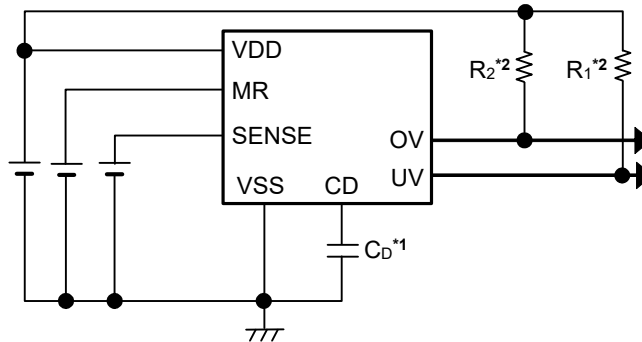 VDD
R2*2
R1*2
MR
SENSE
OV
UV
VSS CD
CD*1